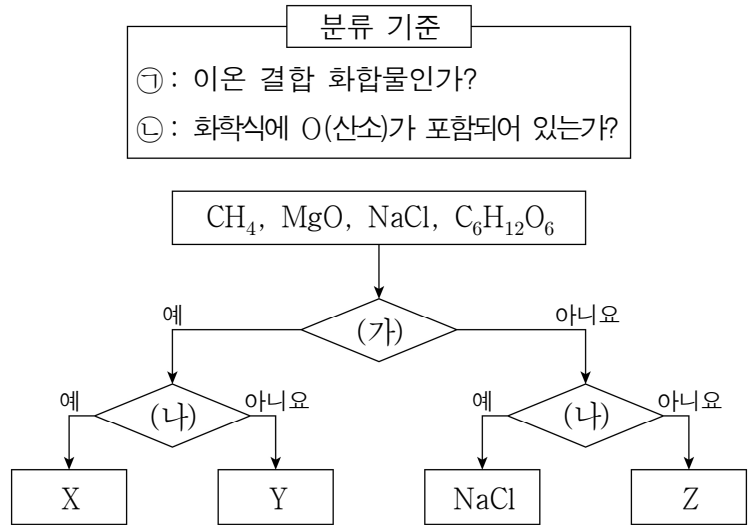 분류 기준
㉠: 이온 결합 화합물인가?
㉡: 화학식에 O(산소)가 포함되어 있는가?
CH₄, MgO, NaCl, C₆H₁₂O₆
예 (가) 아니요
예 (나) 아니요 예 (나) 아니요
X Y NaCl Z